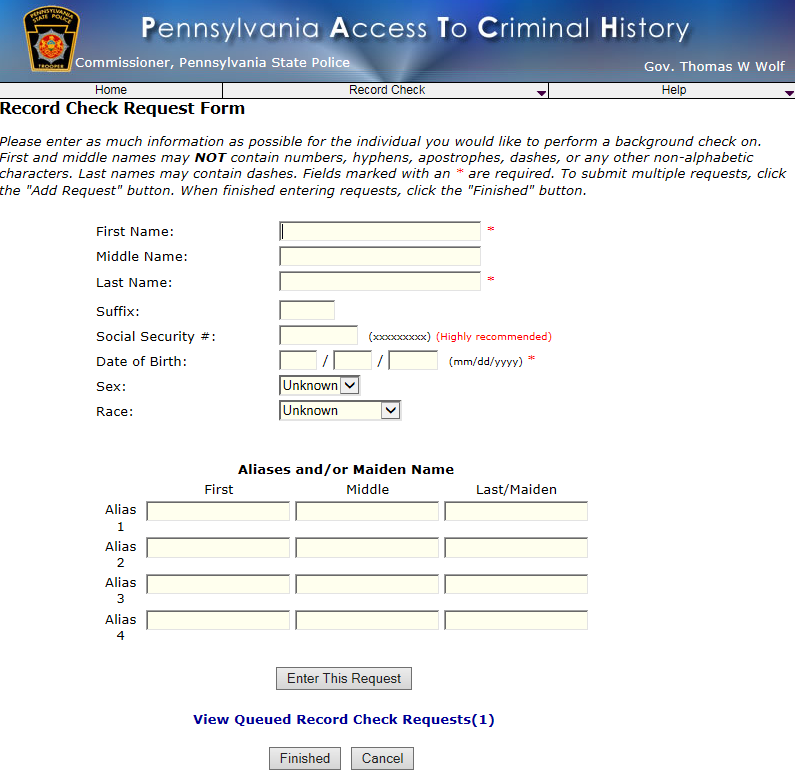 PENNSYLVANIA
STATE POLICE
TROOPER
Pennsylvania Access To Criminal History
Commissioner, Pennsylvania State Police
Gov. Thomas W Wolf
Home Record Check Help
Record Check Request Form
Please enter as much information as possible for the individual you would like to perform a background check on.
First and middle names may NOT contain numbers, hyphens, apostrophes, dashes, or any other non-alphabetic
characters. Last names may contain dashes. Fields marked with an * are required. To submit multiple requests, click
the "Add Request" button. When finished entering requests, click the "Finished" button.
First Name: *
Middle Name:
Last Name: *
Suffix:
Social Security #: (xxxxxxxxx) (Highly recommended)
Date of Birth: / / (mm/dd/yyyy) *
Sex: Unknown
Race: Unknown
Aliases and/or Maiden Name
First Middle Last/Maiden
Alias
1
Alias
2
Alias
3
Alias
4
Enter This Request
View Queued Record Check Requests(1)
Finished Cancel